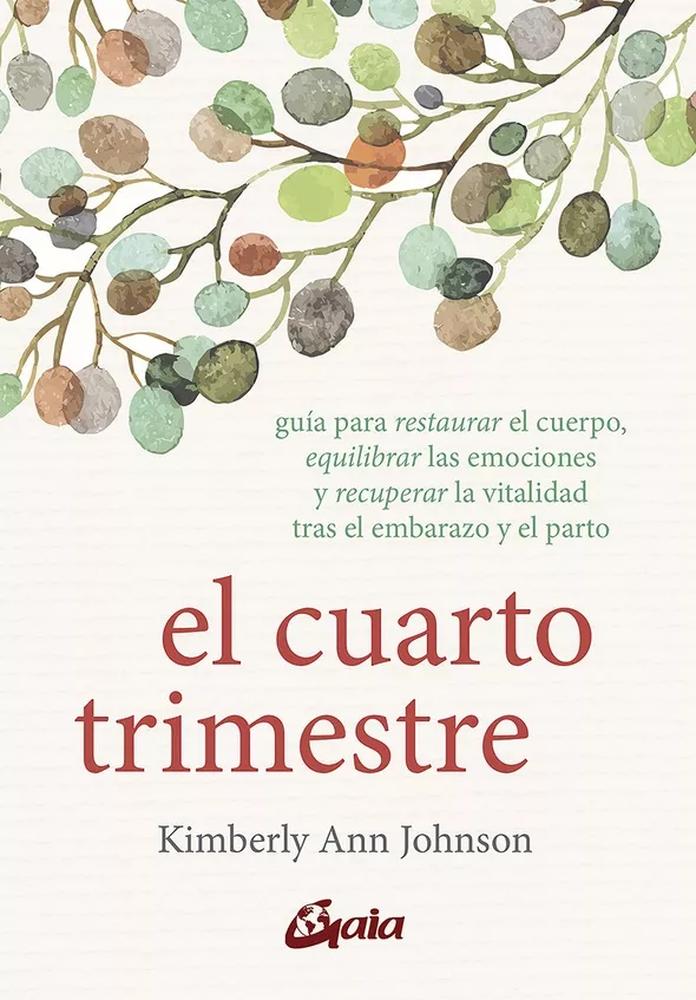 guía para restaurar el cuerpo,
equilibrar las emociones
y recuperar la vitalidad
tras el embarazo y el parto
el cuarto
trimestre
Kimberly Ann Johnson
Gaia